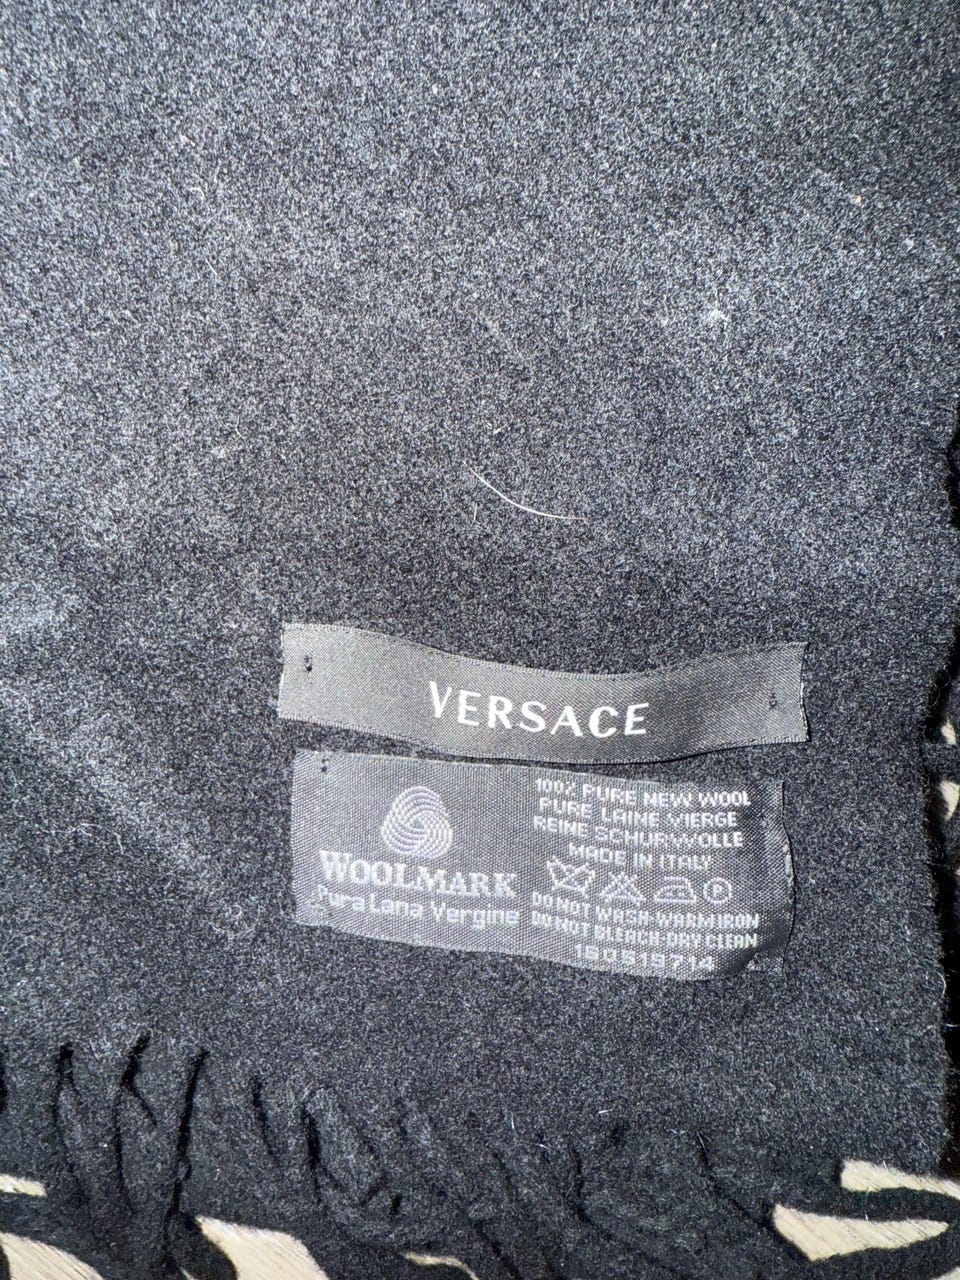 VERSACE
WOOLMARK
Pura Lana Vergine
100% PURE NEW WOOL
PURE LAINE VIERGE
REINE SCHURWOLLE
MADE IN ITALY
P
DO NOT WASH-WARM IRON
DO NOT BLEACH-DRY CLEAN